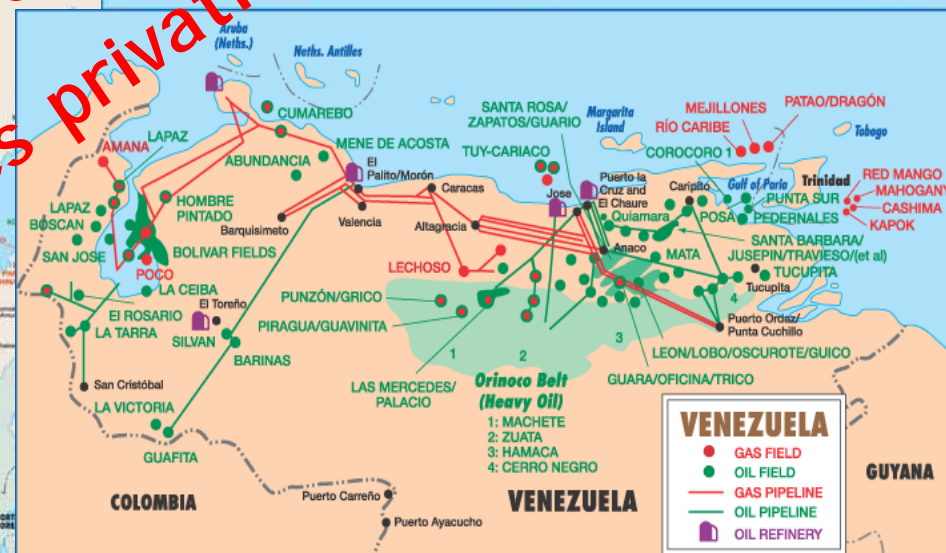 s privati
Aruba
(Neths.)
Neths. Antilles
CUMAREBO
LAPAZ
AMANA
ABUNDANCIA
MENE DE ACOSTA
El
Palito/Morón
SANTA ROSA/
ZAPATOS/GUARIO
Margarita
Island
MEJILLONES
PATAO/DRAGÓN
RÍO CARIBE
COROCORO 1
Tobogo
TUY-CARIACO
Caracas
Jose
Puerto la
Cruz and
El Chaure
Caripito
Gulf of Paria
Trinidad
RED MANGO
MAHOGANY
CASHIMA
KAPOK
PUNTA SUR
POSA
PEDERNALES
HOMBRE
PINTADO
LAPAZ
BOSCAN
SAN JOSE
Barquisimeto
Valencia
Altagracia
Quiamara
Anaco
MATA
SANTA BARBARA/
JUSEPIN/TRAVIESO/(et al)
TUCUPITA
Tucupita
BOLIVAR FIELDS
POCO
LECHOSO
LA CEIBA
El Toreño
PUNZÓN/GRICO
EL ROSARIO
LA TARRA
SILVAN
BARINAS
PIRAGUA/GUAVINITA
Puerto Ordaz/
Punta Cuchillo
1
2
3
4
LEON/LOBO/OSCUROTE/GUICO
GUARA/OFICINA/TRICO
San Cristóbal
LAS MERCEDES/
PALACIO
Orinoco Belt
(Heavy Oil)
1: MACHETE
2: ZUATA
3: HAMACA
4: CERRO NEGRO
LA VICTORIA
GUAFITA
COLOMBIA
Puerto Carreño
Puerto Ayacucho
VENEZUELA
GUYANA
VENEZUELA
GAS FIELD
OIL FIELD
GAS PIPELINE
OIL PIPELINE
OIL REFINERY